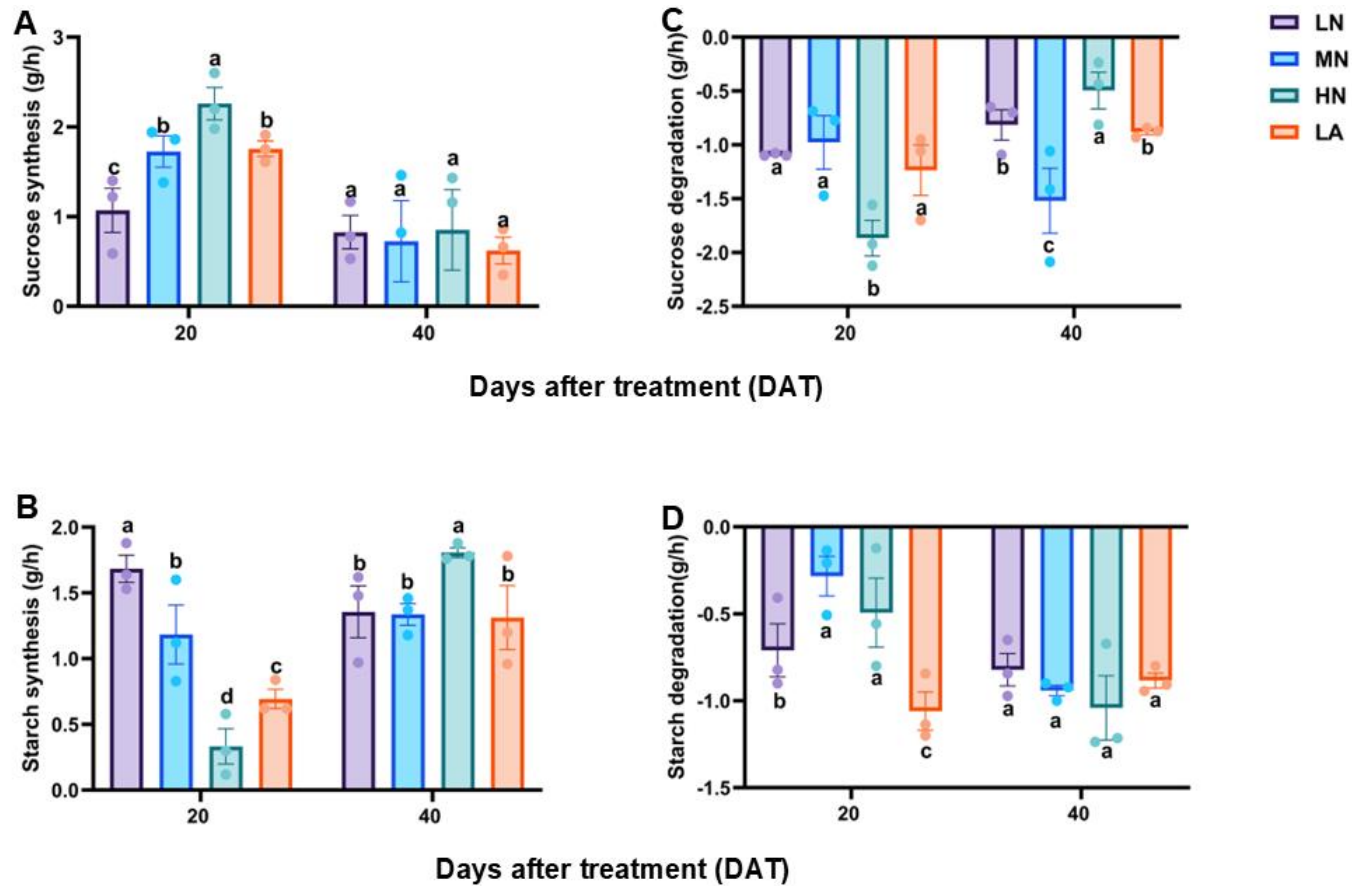 A
Sucrose synthesis (g/h)
3
2
1
0
c
b
a
b
a
a
a
a
20
40
C
Sucrose degradation (g/h)
0.0
-0.5
-1.0
-1.5
-2.0
-2.5
a
a
b
a
b
c
a
b
20
40
LN
MN
HN
LA
Days after treatment (DAT)
B
Starch synthesis (g/h)
2.0
1.5
1.0
0.5
0.0
a
b
d
c
b
b
a
b
20
40
D
Starch degradation(g/h)
0.0
-0.5
-1.0
-1.5
b
a
a
c
a
a
a
a
20
40
Days after treatment (DAT)